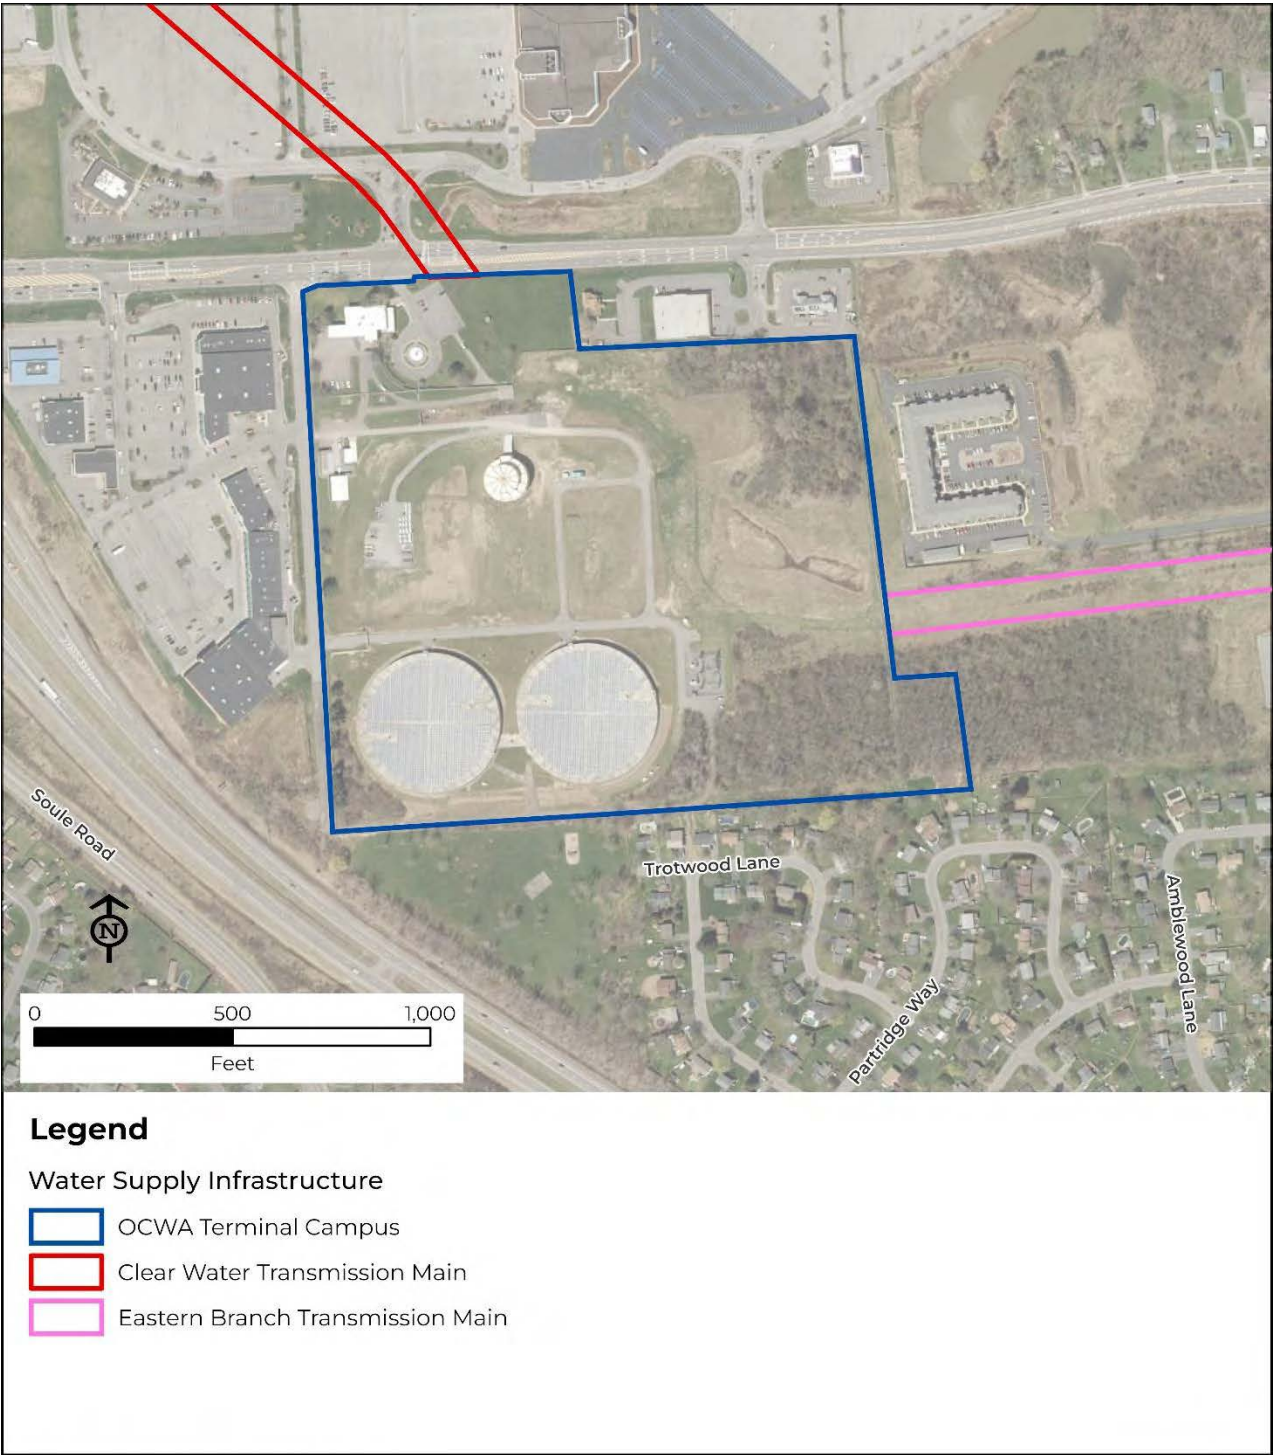 Soule Road
Trotwood Lane
Amblewood Lane
Partridge Way
N
0 500 1,000
Feet
Legend
Water Supply Infrastructure
OCWA Terminal Campus
Clear Water Transmission Main
Eastern Branch Transmission Main